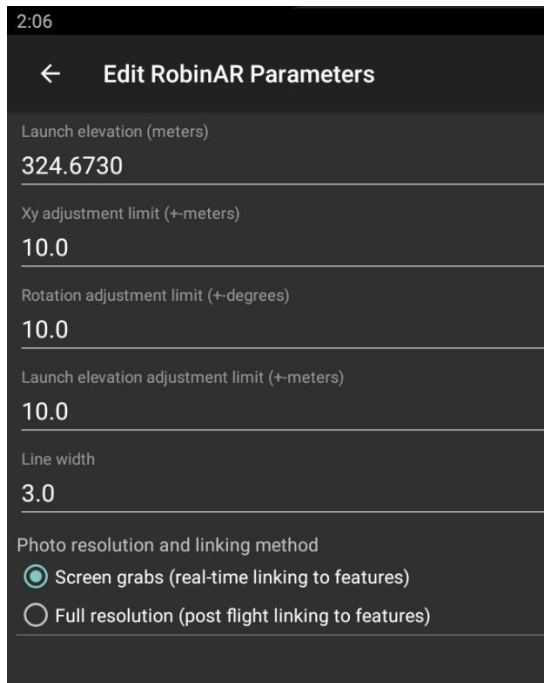 2:06
Edit RobinAR Parameters
Launch elevation (meters)
324.6730
Xy adjustment limit (+-meters)
10.0
Rotation adjustment limit (+-degrees)
10.0
Launch elevation adjustment limit (+-meters)
10.0
Line width
3.0
Photo resolution and linking method
Screen grabs (real-time linking to features)
Full resolution (post flight linking to features)